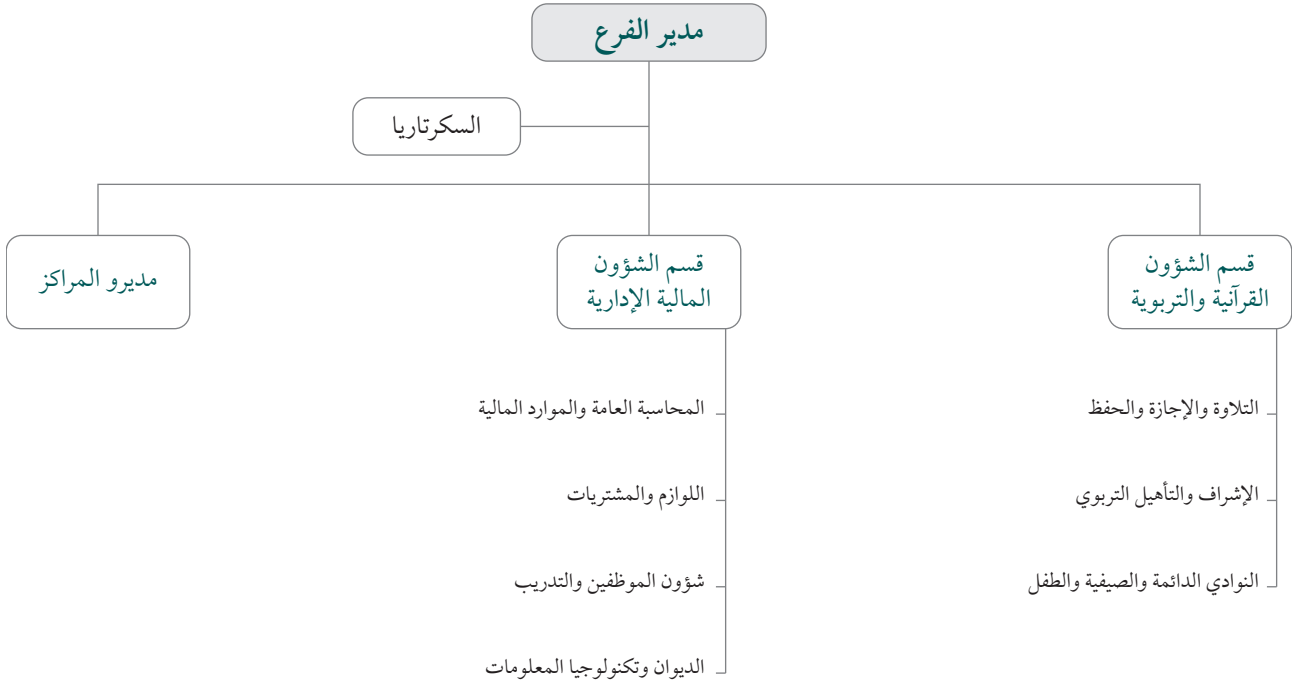 مدير الفرع
السكرتاريا
قسم الشؤون
القرآنية والتربوية
التلاوة والإجازة والحفظ
الإشراف والتأهيل التربوي
النوادي الدائمة والصيفية والطفل
قسم الشؤون
المالية الإدارية
المحاسبة العامة والموارد المالية
اللوازم والمشتريات
شؤون الموظفين والتدريب
الديوان وتكنولوجيا المعلومات
مديرو المراكز